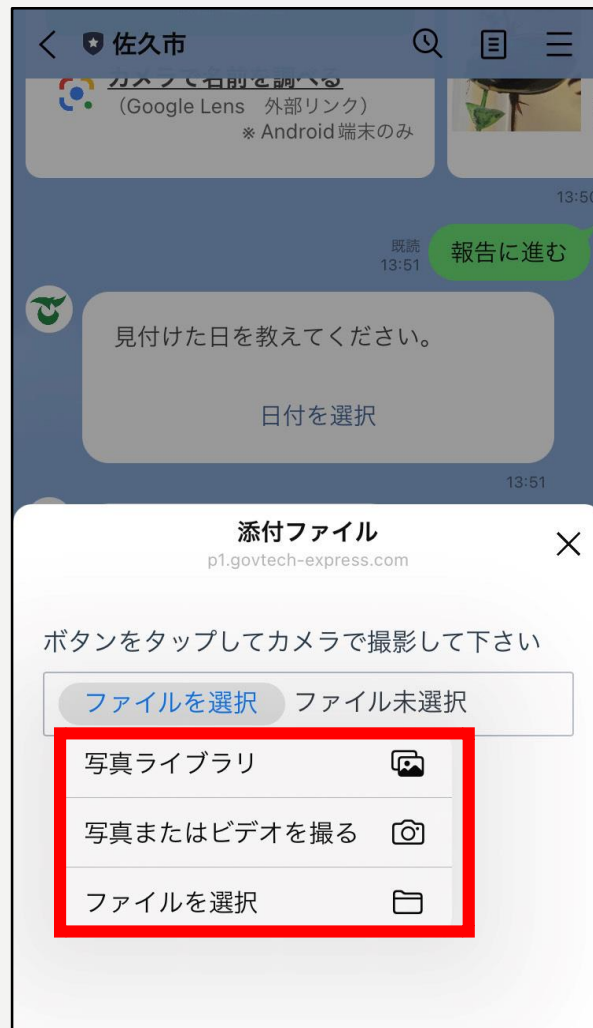 佐久市
カメラで名前を調べる
（Google Lens　外部リンク）
※ Android端末のみ
13:50
既読
13:51
報告に進む
見付けた日を教えてください。
日付を選択
13:51
添付ファイル
p1.govtech-express.com
ボタンをタップしてカメラで撮影して下さい
ファイルを選択 ファイル未選択
写真ライブラリ
写真またはビデオを撮る
ファイルを選択